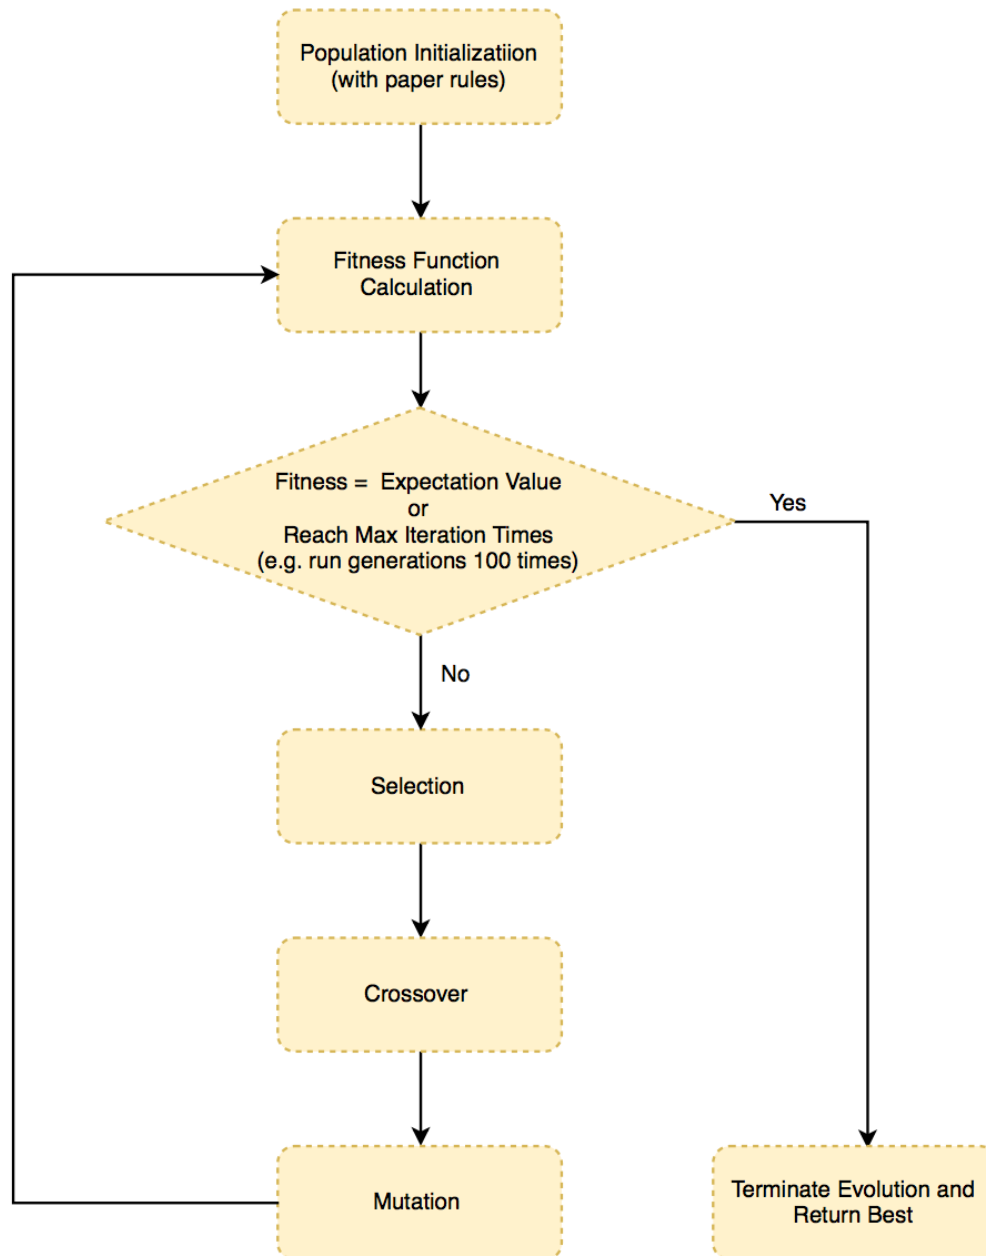 Population Initializatiion
(with paper rules)
Fitness Function
Calculation
Fitness =  Expectation Value
or
Reach Max Iteration Times
(e.g. run generations 100 times)
Yes
No
Selection
Crossover
Mutation
Terminate Evolution and
Return Best